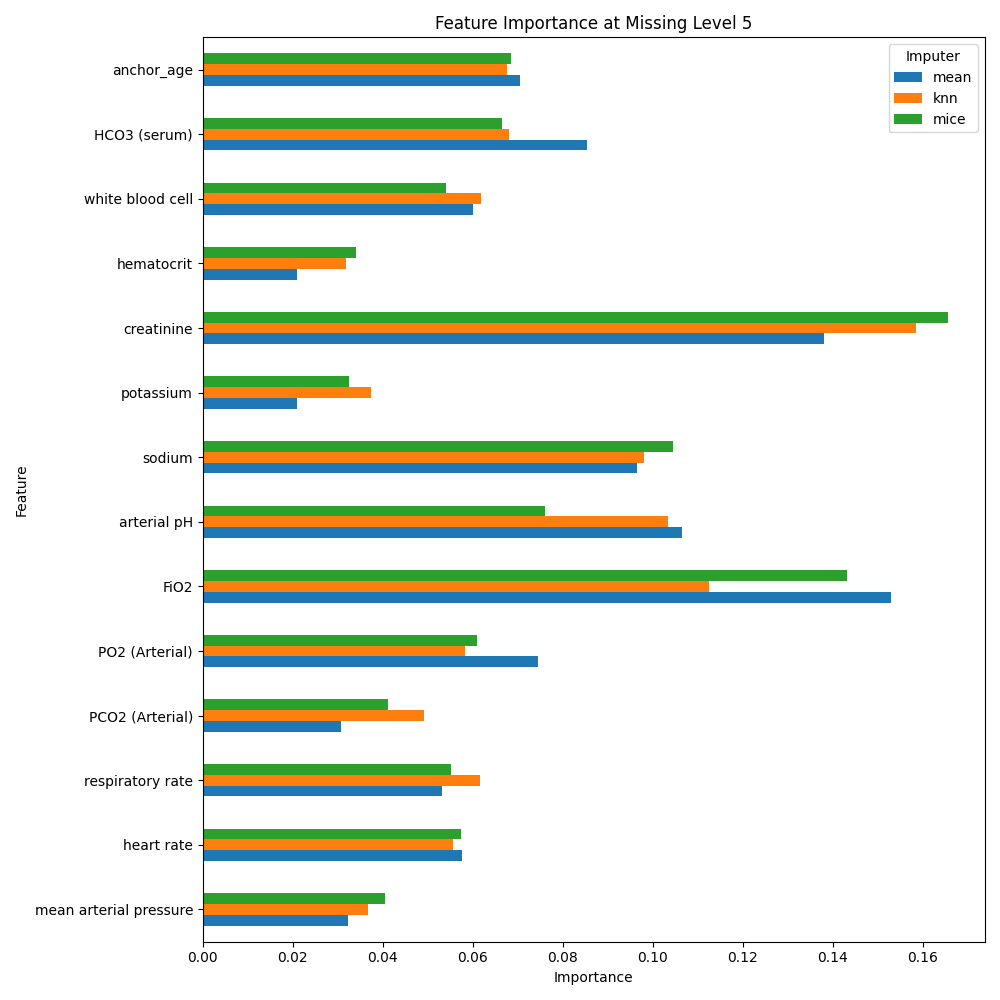 Feature Importance at Missing Level 5
Imputer
mean
knn
mice
anchor_age
HCO3 (serum)
white blood cell
hematocrit
creatinine
potassium
sodium
arterial pH
FiO2
PO2 (Arterial)
PCO2 (Arterial)
respiratory rate
heart rate
mean arterial pressure
Feature
0.00 0.02 0.04 0.06 0.08 0.10 0.12 0.14 0.16
Importance